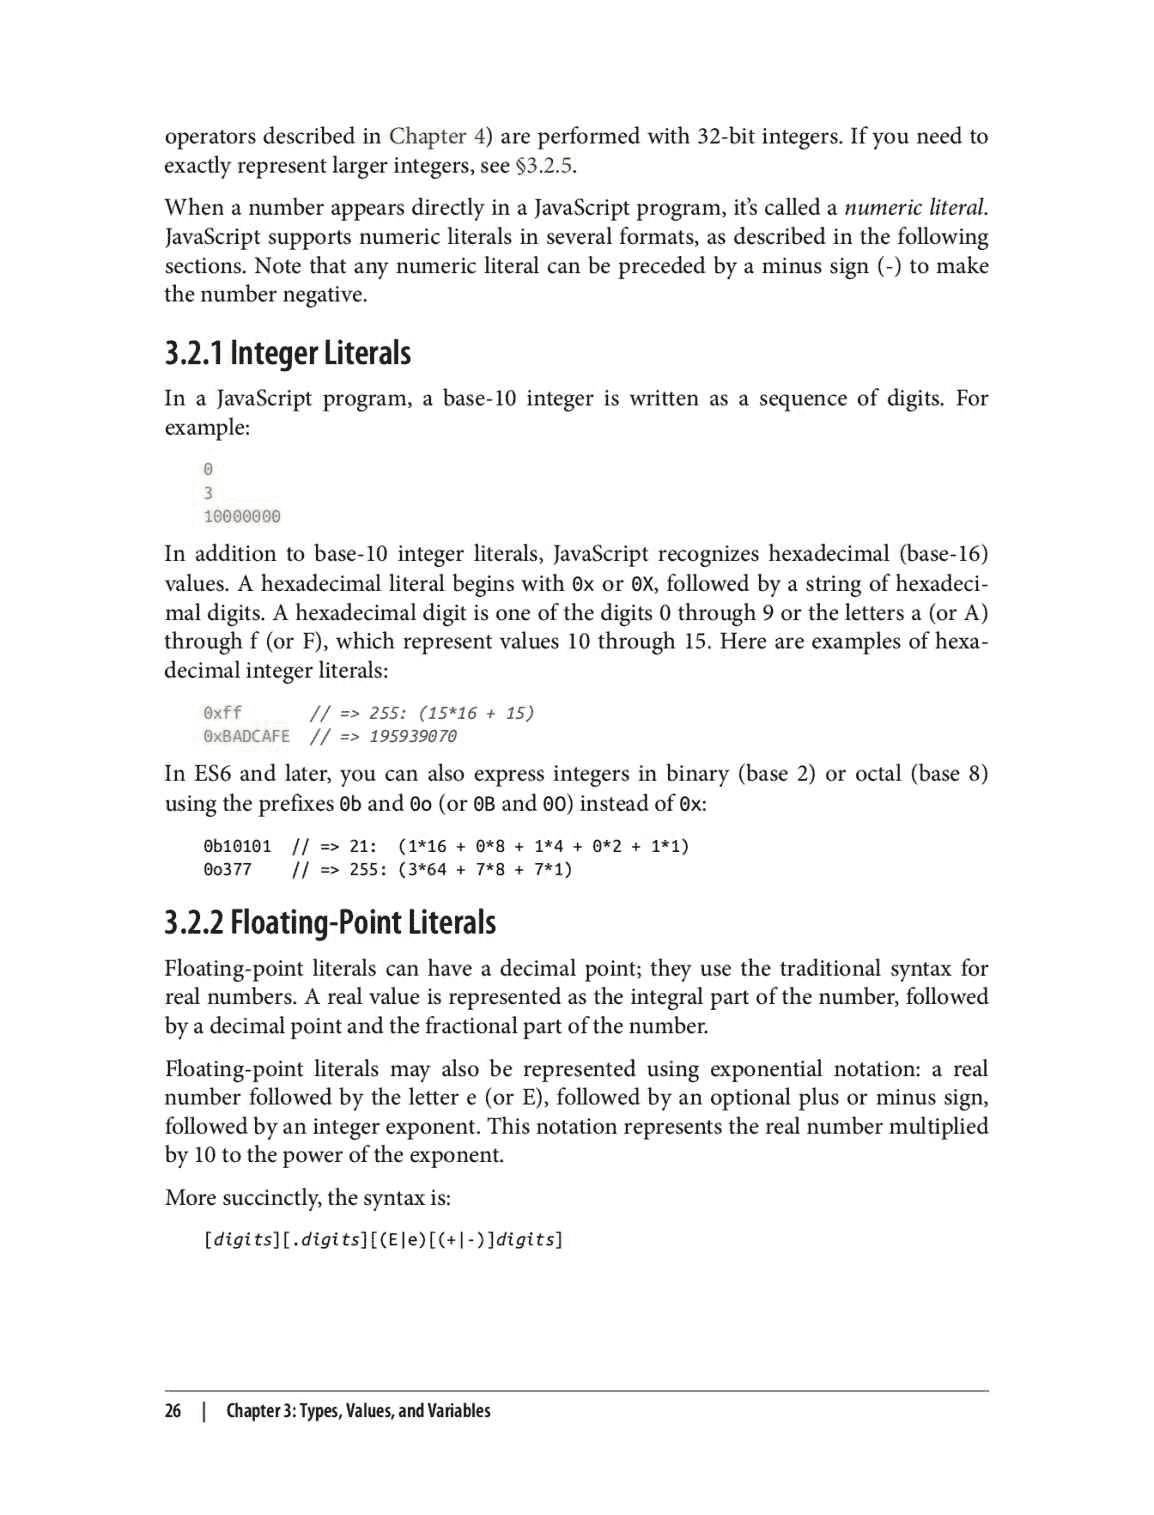 operators described in Chapter 4) are performed with 32-bit integers. If you need to
exactly represent larger integers, see §3.2.5.
When a number appears directly in a JavaScript program, it’s called a numeric literal.
JavaScript supports numeric literals in several formats, as described in the following
sections. Note that any numeric literal can be preceded by a minus sign (-) to make
the number negative.
3.2.1 Integer Literals
In a JavaScript program, a base-10 integer is written as a sequence of digits. For
example:
0
3
10000000
In addition to base-10 integer literals, JavaScript recognizes hexadecimal (base-16)
values. A hexadecimal literal begins with 0x or 0X, followed by a string of hexadeci-
mal digits. A hexadecimal digit is one of the digits 0 through 9 or the letters a (or A)
through f (or F), which represent values 10 through 15. Here are examples of hexa-
decimal integer literals:
0xff       // => 255: (15*16 + 15)
0xBADCAFE  // => 195939070
In ES6 and later, you can also express integers in binary (base 2) or octal (base 8)
using the prefixes 0b and 0o (or 0B and 0O) instead of 0x:
0b10101  // => 21:  (1*16 + 0*8 + 1*4 + 0*2 + 1*1)
0o377    // => 255: (3*64 + 7*8 + 7*1)
3.2.2 Floating-Point Literals
Floating-point literals can have a decimal point; they use the traditional syntax for
real numbers. A real value is represented as the integral part of the number, followed
by a decimal point and the fractional part of the number.
Floating-point literals may also be represented using exponential notation: a real
number followed by the letter e (or E), followed by an optional plus or minus sign,
followed by an integer exponent. This notation represents the real number multiplied
by 10 to the power of the exponent.
More succinctly, the syntax is:
[digits][.digits][(E|e)[(+|-)]digits]
26 | Chapter 3: Types, Values, and Variables